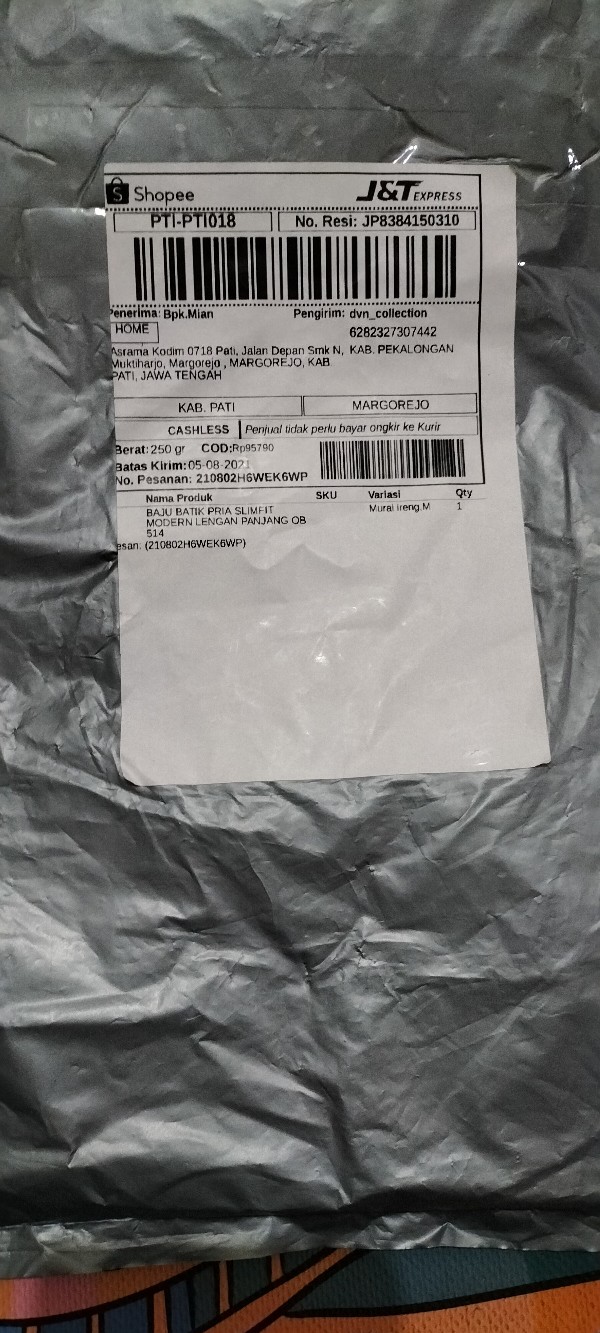 S Shopee J&T EXPRESS
PTI-PTI018 No. Resi: JP8384150310
Penerima: Bpk.Mian Pengirim: dvn_collection
HOME 6282327307442
Asrama Kodim 0718 Pati, Jalan Depan Smk N, KAB. PEKALONGAN
Muktiharjo, Margorejo , MARGOREJO, KAB.
PATI, JAWA TENGAH
KAB. PATI MARGOREJO
CASHLESS Penjual tidak perlu bayar ongkir ke Kurir
Berat: 250 gr COD:Rp95790
Batas Kirim: 05-08-2021
No. Pesanan: 210802H6WEK6WP
Nama Produk SKU Variasi Qty
BAJU BATIK PRIA SLIMFIT Murai ireng.M 1
MODERN LENGAN PANJANG OB
514
esan: (210802H6WEK6WP)